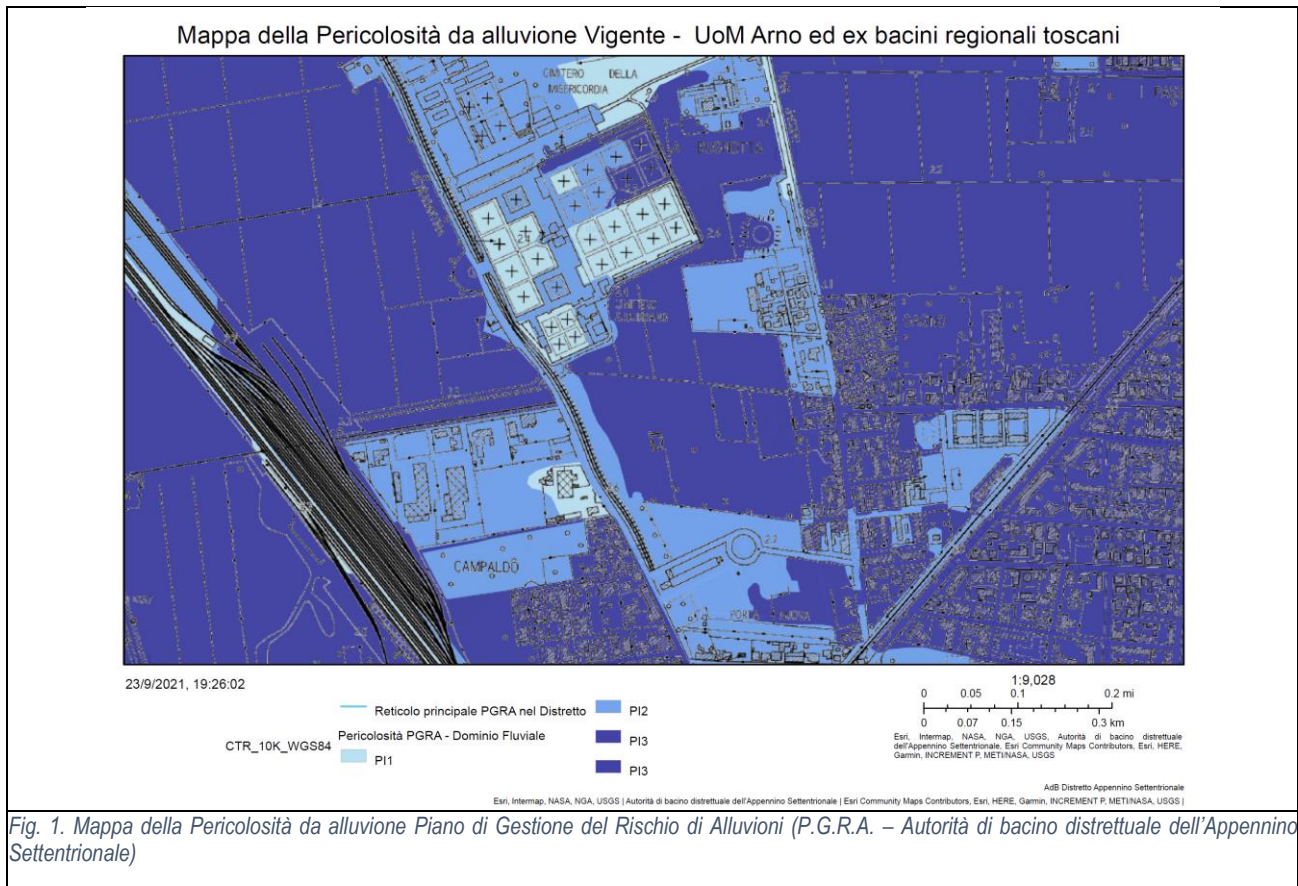 Mappa della Pericolosità da alluvione Vigente - UoM Arno ed ex bacini regionali toscani
CIMITERO DELLA
MISERICORDIA
CAMPALDO
PORTA A
2.2
23/9/2021, 19:26:02
1:9,028
0 0.05 0.1 0.2 mi
0 0.07 0.15 0.3 km
Esri, Intermap, NASA, NGA, USGS, Autorità di bacino distrettuale
dell'Appennino Settentrionale, Esri Community Maps Contributors, Esri, HERE,
Garmin, INCREMENT P, METI/NASA, USGS
Reticolo principale PGRA nel Distretto
CTR_10K_WGS84
Pericolosità PGRA - Dominio Fluviale
PI1
PI2
PI3
PI3
AdB Distretto Appennino Settentrionale
Esri, Intermap, NASA, NGA, USGS | Autorità di bacino distrettuale dell'Appennino Settentrionale | Esri Community Maps Contributors, Esri, HERE, Garmin, INCREMENT P, METI/NASA, USGS |
Fig. 1. Mappa della Pericolosità da alluvione Piano di Gestione del Rischio di Alluvioni (P.G.R.A. – Autorità di bacino distrettuale dell'Appennino
Settentrionale)